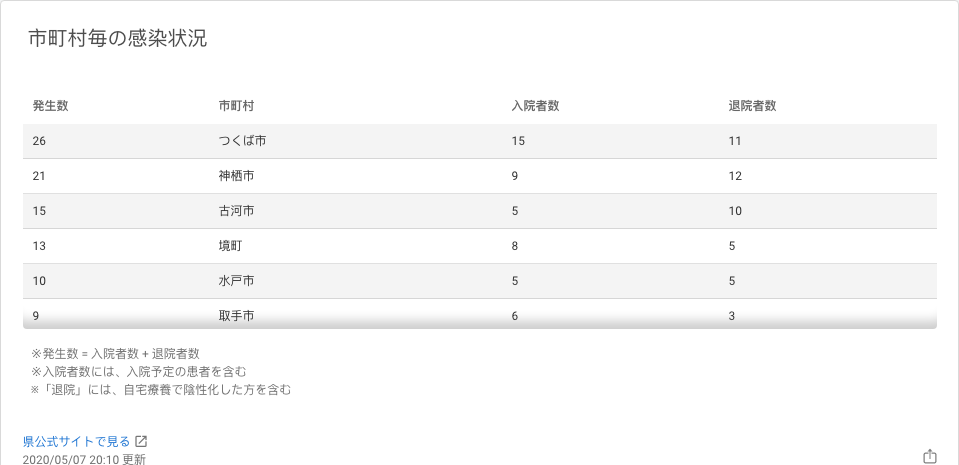 市町村毎の感染状況
発生数 市町村 入院者数 退院者数
26 つくば市 15 11
21 神栖市 9 12
15 古河市 5 10
13 境町 8 5
10 水戸市 5 5
9 取手市 6 3
※発生数 = 入院者数 + 退院者数
※入院者数には、入院予定の患者を含む
※「退院」には、自宅療養で陰性化した方を含む
県公式サイトで見る
2020/05/07 20:10 更新